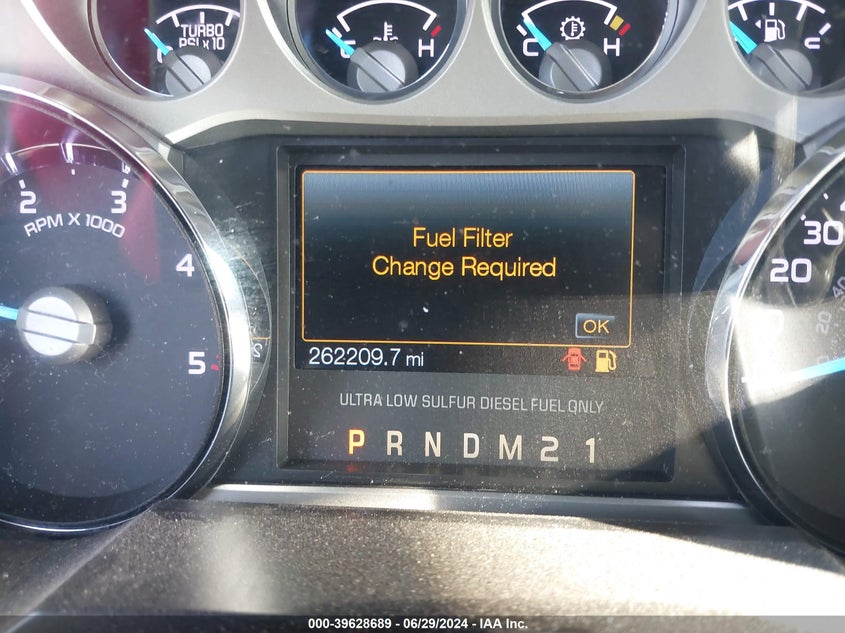 TURBO
PSI x 10
C H
C H
2 3
RPM X 1000
4
5
Fuel Filter
Change Required
OK
262209.7 mi
ULTRA LOW SULFUR DIESEL FUEL ONLY
P R N D M 2 1
30
20
20
000-39628689 / 06/29/2024 - IAA Inc.